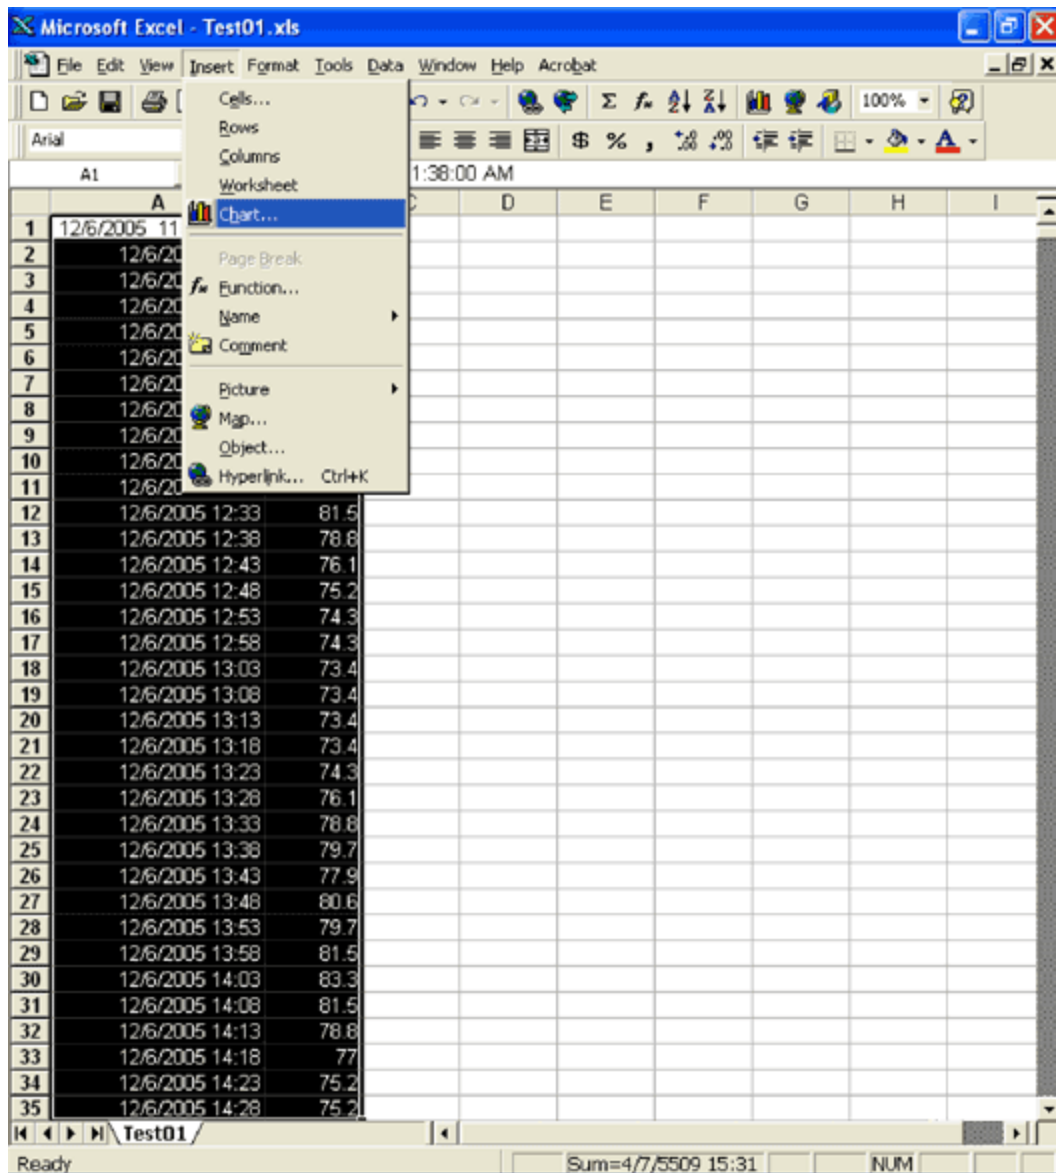 Microsoft Excel - Test01.xls
File Edit View Insert Format Tools Data Window Help Acrobat
Cells... Σ 100%
Arial Rows $ % ,
A1 Columns 1:38:00 AM
Worksheet
A C D E F G H I
Chart...
1 12/6/2005 11
2 12/6/20
Page Break
3 12/6/20
Function...
4 12/6/20
Name
5 12/6/20
Comment
6 12/6/20
7 12/6/20
Picture
8 12/6/20
Map...
9 12/6/20
Object...
10 12/6/20
Hyperlink... Ctrl+K
11 12/6/20
12 12/6/2005 12:33 81.5
13 12/6/2005 12:38 78.8
14 12/6/2005 12:43 76.1
15 12/6/2005 12:48 75.2
16 12/6/2005 12:53 74.3
17 12/6/2005 12:58 74.3
18 12/6/2005 13:03 73.4
19 12/6/2005 13:08 73.4
20 12/6/2005 13:13 73.4
21 12/6/2005 13:18 73.4
22 12/6/2005 13:23 74.3
23 12/6/2005 13:28 76.1
24 12/6/2005 13:33 78.8
25 12/6/2005 13:38 79.7
26 12/6/2005 13:43 77.9
27 12/6/2005 13:48 80.6
28 12/6/2005 13:53 79.7
29 12/6/2005 13:58 81.5
30 12/6/2005 14:03 83.3
31 12/6/2005 14:08 81.5
32 12/6/2005 14:13 78.8
33 12/6/2005 14:18 77
34 12/6/2005 14:23 75.2
35 12/6/2005 14:28 75.2
Test01
Ready Sum=4/7/5509 15:31 NUM